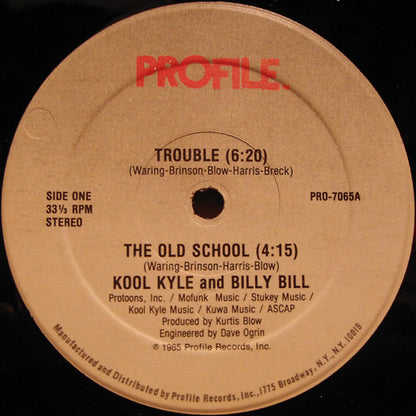 PROFILE.
TROUBLE (6:20)
(Waring-Brinson-Blow-Harris-Breck)
SIDE ONE
33⅓ RPM
STEREO
PRO-7065A
THE OLD SCHOOL (4:15)
(Waring-Brinson-Harris-Blow)
KOOL KYLE and BILLY BILL
Protoons, Inc. / Mofunk Music / Stukey Music /
Kool Kyle Music / Kuwa Music / ASCAP
Produced by Kurtis Blow
Engineered by Dave Ogrin
℗ 1985 Profile Records, Inc.
Manufactured and Distributed by Profile Records, Inc., 1775 Broadway, N.Y., N.Y. 10019